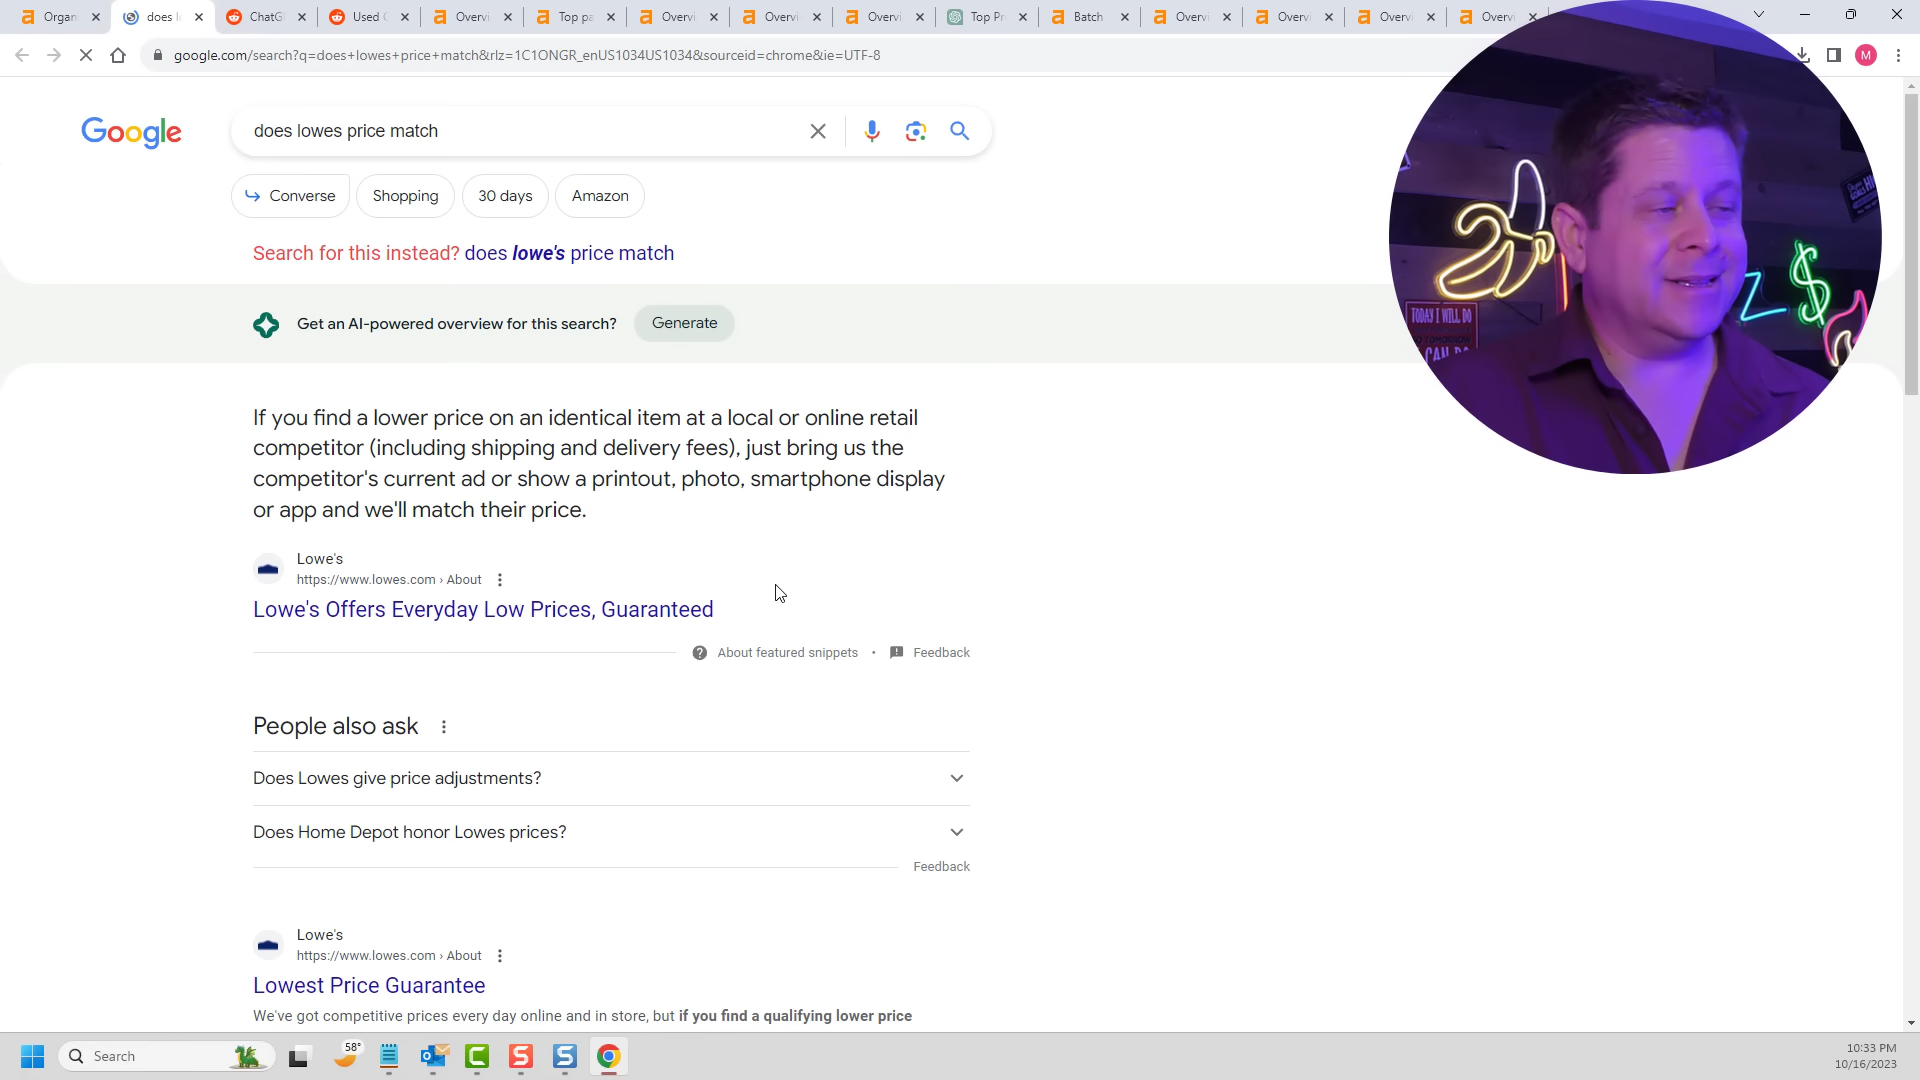 Organ
does l
ChatG
Used C
Overvi
Top pa
Overvi
Overvi
Overvi
Top Pr
Batch
Overvi
Overvi
Overvi
Overvi
google.com/search?q=does+lowes+price+match&rlz=1C1ONGR_enUS1034US1034&sourceid=chrome&ie=UTF-8
M
Google
does lowes price match
Converse
Shopping
30 days
Amazon
Search for this instead? does lowe's price match
Get an AI-powered overview for this search?
Generate
TODAY I WILL DO
CAN DO
If you find a lower price on an identical item at a local or online retail
competitor (including shipping and delivery fees), just bring us the
competitor's current ad or show a printout, photo, smartphone display
or app and we'll match their price.
Lowe's
https://www.lowes.com › About
Lowe's Offers Everyday Low Prices, Guaranteed
About featured snippets • Feedback
People also ask
Does Lowes give price adjustments?
Does Home Depot honor Lowes prices?
Feedback
Lowe's
https://www.lowes.com › About
Lowest Price Guarantee
We've got competitive prices every day online and in store, but if you find a qualifying lower price
Search
58°
10:33 PM
10/16/2023